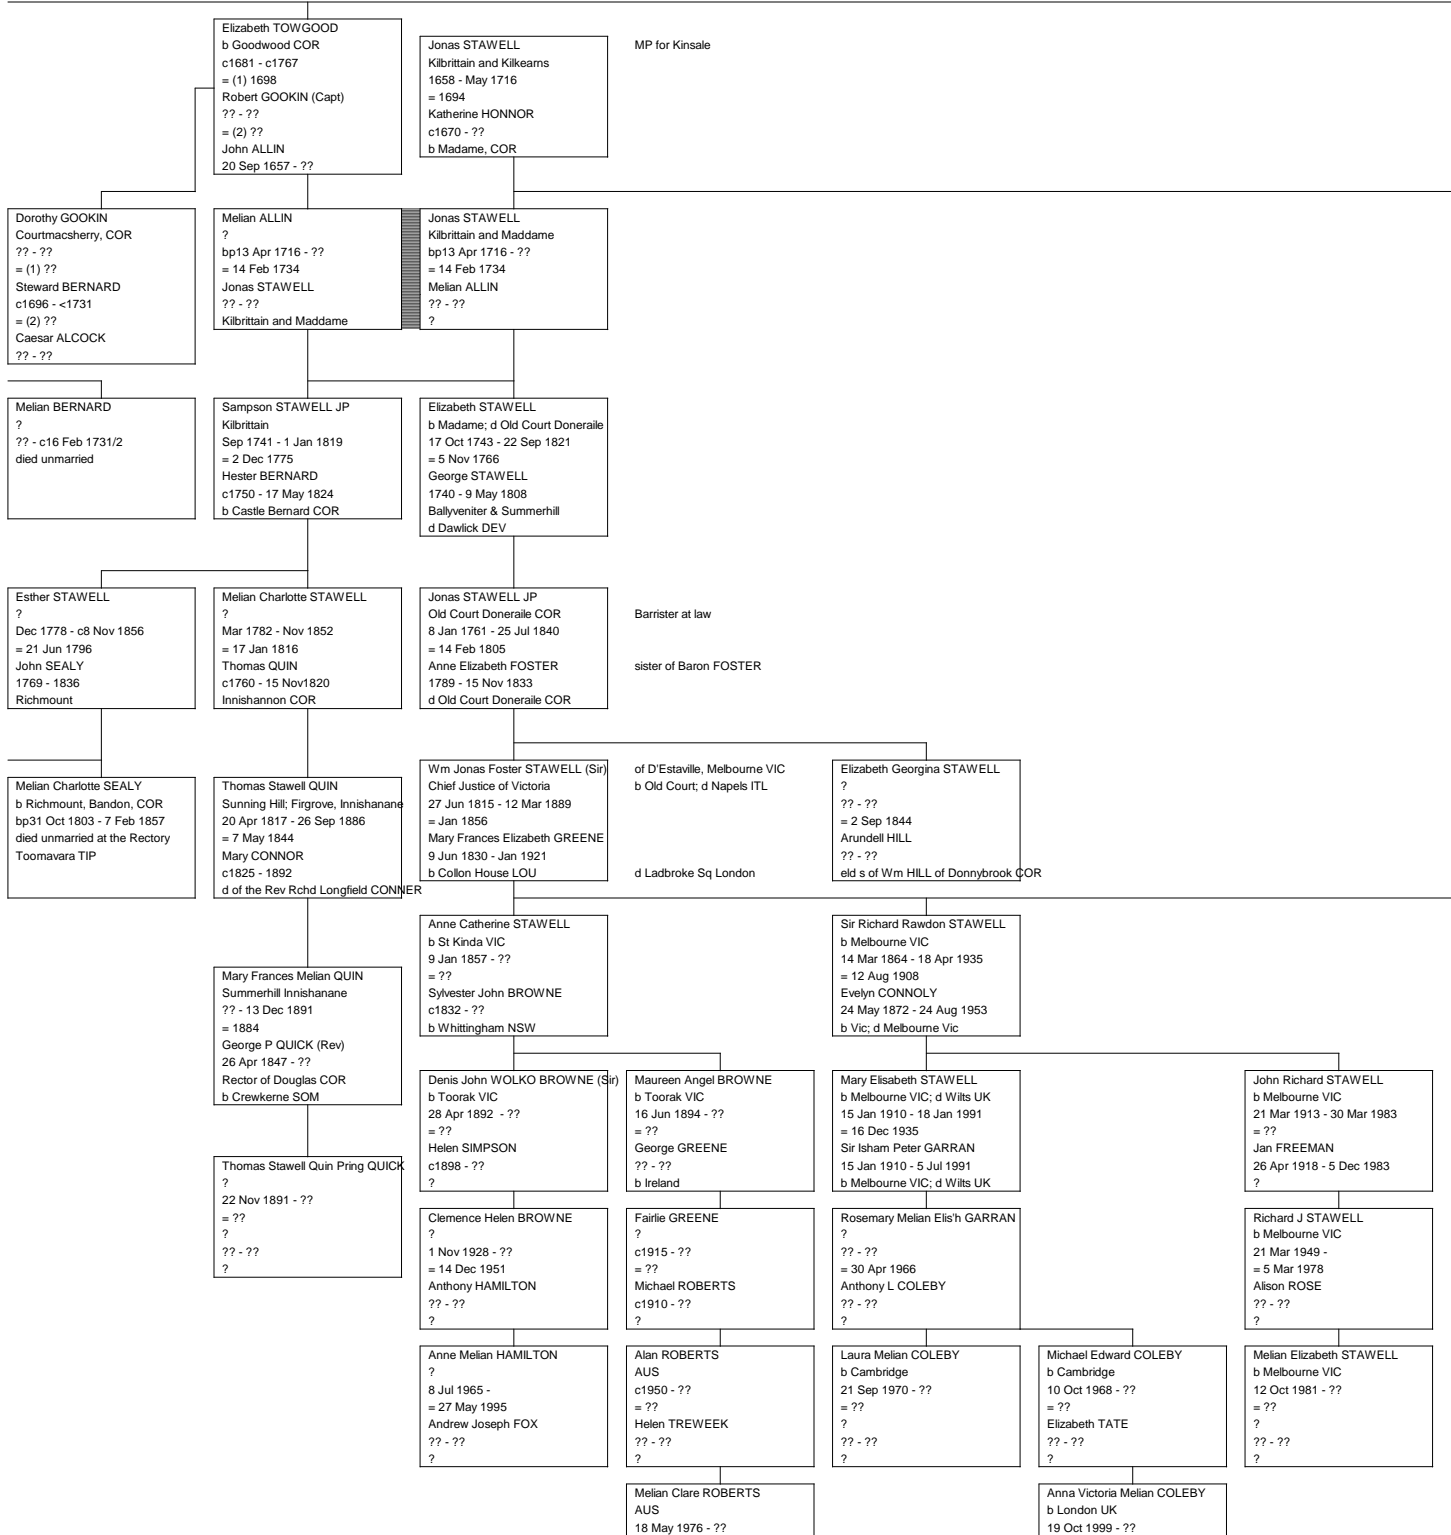 Elizabeth TOWGOOD
b Goodwood COR
c1681 - c1767
= (1) 1698
Robert GOOKIN (Capt)
?? - ??
= (2) ??
John ALLIN
20 Sep 1657 - ??
Jonas STAWELL
Kilbrittain and Kilkearns
1658 - May 1716
= 1694
Katherine HONNOR
c1670 - ??
b Madame, COR
MP for Kinsale
Dorothy GOOKIN
Courtmacsherry, COR
?? - ??
= (1) ??
Steward BERNARD
c1696 - <1731
= (2) ??
Caesar ALCOCK
?? - ??
Melian ALLIN
?
bp13 Apr 1716 - ??
= 14 Feb 1734
Jonas STAWELL
?? - ??
Kilbrittain and Maddame
Jonas STAWELL
Kilbrittain and Maddame
bp13 Apr 1716 - ??
= 14 Feb 1734
Melian ALLIN
?? - ??
?
Melian BERNARD
?
?? - c16 Feb 1731/2
died unmarried
Sampson STAWELL JP
Kilbrittain
Sep 1741 - 1 Jan 1819
= 2 Dec 1775
Hester BERNARD
c1750 - 17 May 1824
b Castle Bernard COR
Elizabeth STAWELL
b Madame; d Old Court Doneraile
17 Oct 1743 - 22 Sep 1821
= 5 Nov 1766
George STAWELL
1740 - 9 May 1808
Ballyveniter & Summerhill
d Dawlick DEV
Esther STAWELL
?
Dec 1778 - c8 Nov 1856
= 21 Jun 1796
John SEALY
1769 - 1836
Richmount
Melian Charlotte STAWELL
?
Mar 1782 - Nov 1852
= 17 Jan 1816
Thomas QUIN
c1760 - 15 Nov1820
Innishannon COR
Jonas STAWELL JP
Old Court Doneraile COR
8 Jan 1761 - 25 Jul 1840
= 14 Feb 1805
Anne Elizabeth FOSTER
1789 - 15 Nov 1833
d Old Court Doneraile COR
Barrister at law
sister of Baron FOSTER
Melian Charlotte SEALY
b Richmount, Bandon, COR
bp31 Oct 1803 - 7 Feb 1857
died unmarried at the Rectory
Toomavara TIP
Thomas Stawell QUIN
Sunning Hill; Firgrove, Innishanane
20 Apr 1817 - 26 Sep 1886
= 7 May 1844
Mary CONNOR
c1825 - 1892
d of the Rev Rchd Longfield CONNER
Wm Jonas Foster STAWELL (Sir)
Chief Justice of Victoria
27 Jun 1815 - 12 Mar 1889
= Jan 1856
Mary Frances Elizabeth GREENE
9 Jun 1830 - Jan 1921
b Collon House LOU
of D'Estaville, Melbourne VIC
b Old Court; d Napels ITL
d Ladbroke Sq London
Elizabeth Georgina STAWELL
?
?? - ??
= 2 Sep 1844
Arundell HILL
?? - ??
eld s of Wm HILL of Donnybrook COR
Anne Catherine STAWELL
b St Kinda VIC
9 Jan 1857 - ??
= ??
Sylvester John BROWNE
c1832 - ??
b Whittingham NSW
Sir Richard Rawdon STAWELL
b Melbourne VIC
14 Mar 1864 - 18 Apr 1935
= 12 Aug 1908
Evelyn CONNOLY
24 May 1872 - 24 Aug 1953
b Vic; d Melbourne Vic
Mary Frances Melian QUIN
Summerhill Innishanane
?? - 13 Dec 1891
= 1884
George P QUICK (Rev)
26 Apr 1847 - ??
Rector of Douglas COR
b Crewkerne SOM
Denis John WOLKO BROWNE (Sir)
b Toorak VIC
28 Apr 1892 - ??
= ??
Helen SIMPSON
c1898 - ??
?
Maureen Angel BROWNE
b Toorak VIC
16 Jun 1894 - ??
= ??
George GREENE
?? - ??
b Ireland
Mary Elisabeth STAWELL
b Melbourne VIC; d Wilts UK
15 Jan 1910 - 18 Jan 1991
= 16 Dec 1935
Sir Isham Peter GARRAN
15 Jan 1910 - 5 Jul 1991
b Melbourne VIC; d Wilts UK
John Richard STAWELL
b Melbourne VIC
21 Mar 1913 - 30 Mar 1983
= ??
Jan FREEMAN
26 Apr 1918 - 5 Dec 1983
?
Thomas Stawell Quin Pring QUICK
?
22 Nov 1891 - ??
= ??
?
?? - ??
?
Clemence Helen BROWNE
?
1 Nov 1928 - ??
= 14 Dec 1951
Anthony HAMILTON
?? - ??
?
Fairlie GREENE
?
c1915 - ??
= ??
Michael ROBERTS
c1910 - ??
?
Rosemary Melian Elis'h GARRAN
?
?? - ??
= 30 Apr 1966
Anthony L COLEBY
?? - ??
?
Richard J STAWELL
b Melbourne VIC
21 Mar 1949 -
= 5 Mar 1978
Alison ROSE
?? - ??
?
Anne Melian HAMILTON
?
8 Jul 1965 -
= 27 May 1995
Andrew Joseph FOX
?? - ??
?
Alan ROBERTS
AUS
c1950 - ??
= ??
Helen TREWEEK
?? - ??
?
Laura Melian COLEBY
b Cambridge
21 Sep 1970 - ??
= ??
?
?? - ??
?
Michael Edward COLEBY
b Cambridge
10 Oct 1968 - ??
= ??
Elizabeth TATE
?? - ??
?
Melian Elizabeth STAWELL
b Melbourne VIC
12 Oct 1981 - ??
= ??
?
?? - ??
?
Melian Clare ROBERTS
AUS
18 May 1976 - ??
Anna Victoria Melian COLEBY
b London UK
19 Oct 1999 - ??